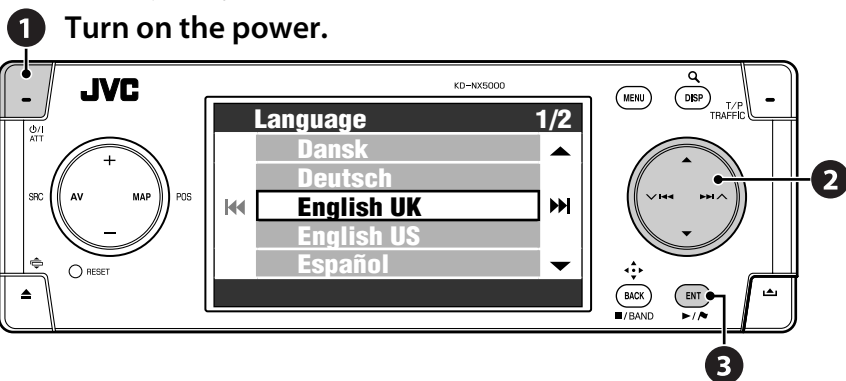 1 Turn on the power.
JVC
KD-NX5000
MENU
DISP
T/P
TRAFFIC
⏻/I
ATT
SRC
AV
MAP
POS
+
–
RESET
Language 1/2
Dansk
Deutsch
English UK
English US
Español
2
BACK
ENT
■/BAND
►/⚑
3